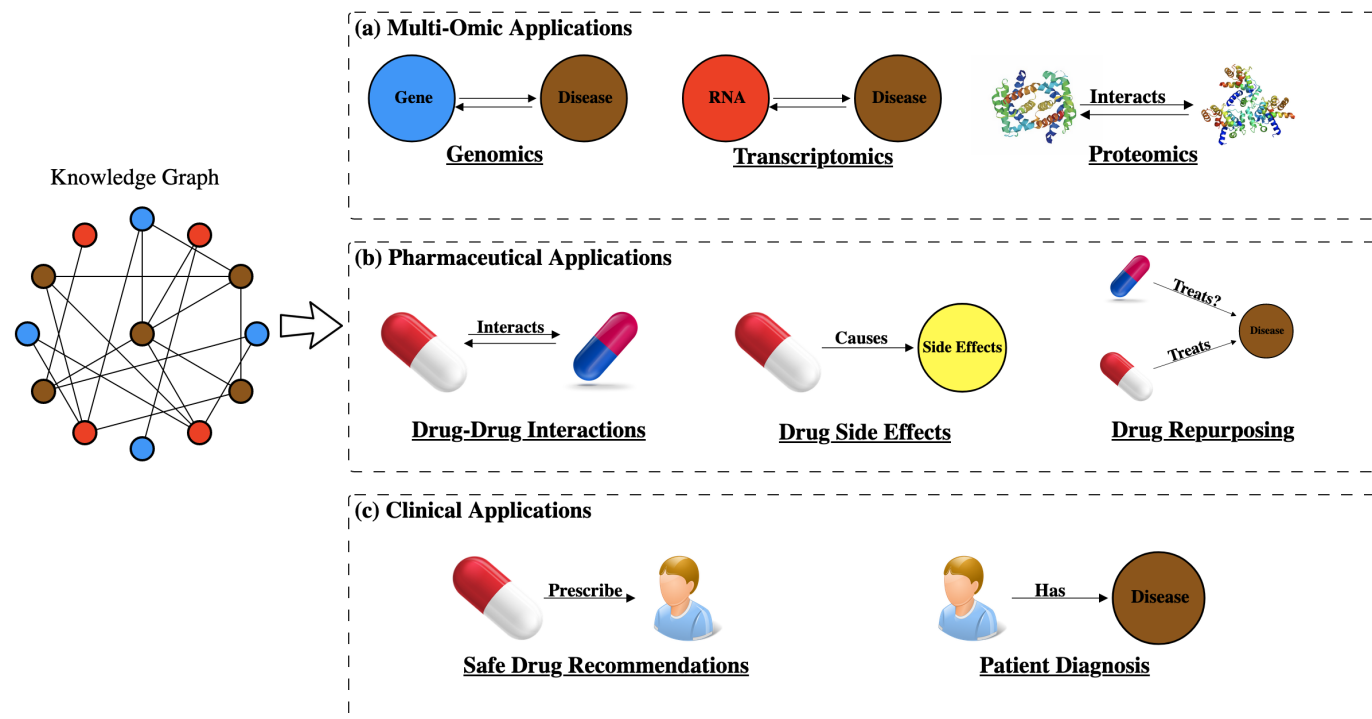 Knowledge Graph
(a) Multi-Omic Applications
Gene
Disease
Genomics
RNA
Disease
Transcriptomics
Interacts
Proteomics
(b) Pharmaceutical Applications
Interacts
Drug-Drug Interactions
Causes
Side Effects
Drug Side Effects
Treats?
Treats
Disease
Drug Repurposing
(c) Clinical Applications
Prescribe
Safe Drug Recommendations
Has
Disease
Patient Diagnosis